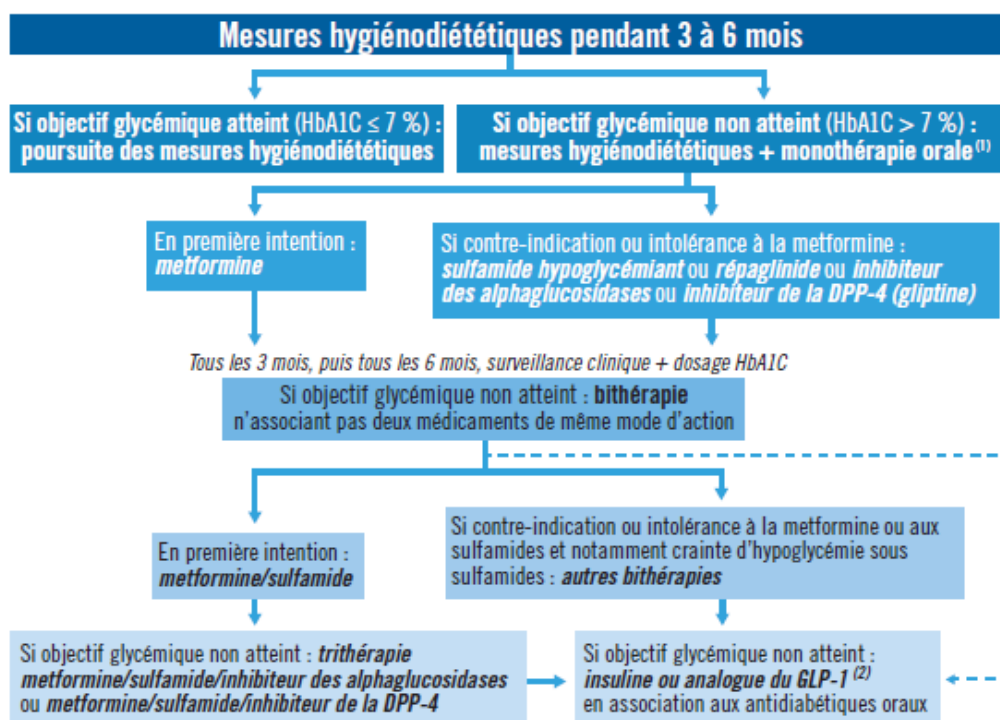 Mesures hygiénodiététiques pendant 3 à 6 mois
Si objectif glycémique atteint (HbA1C ≤ 7 %) :
poursuite des mesures hygiénodiététiques
Si objectif glycémique non atteint (HbA1C > 7 %) :
mesures hygiénodiététiques + monothérapie orale (1)
En première intention :
metformine
Si contre-indication ou intolérance à la metformine :
sulfamide hypoglycémiant ou répaglinide ou inhibiteur
des alphaglucosidases ou inhibiteur de la DPP-4 (gliptine)
Tous les 3 mois, puis tous les 6 mois, surveillance clinique + dosage HbA1C
Si objectif glycémique non atteint : bithérapie
n'associant pas deux médicaments de même mode d'action
En première intention :
metformine/sulfamide
Si contre-indication ou intolérance à la metformine ou aux
sulfamides et notamment crainte d'hypoglycémie sous
sulfamides : autres bithérapies
Si objectif glycémique non atteint : trithérapie
metformine/sulfamide/inhibiteur des alphaglucosidases
ou metformine/sulfamide/inhibiteur de la DPP-4
Si objectif glycémique non atteint :
insuline ou analogue du GLP-1 (2)
en association aux antidiabétiques oraux